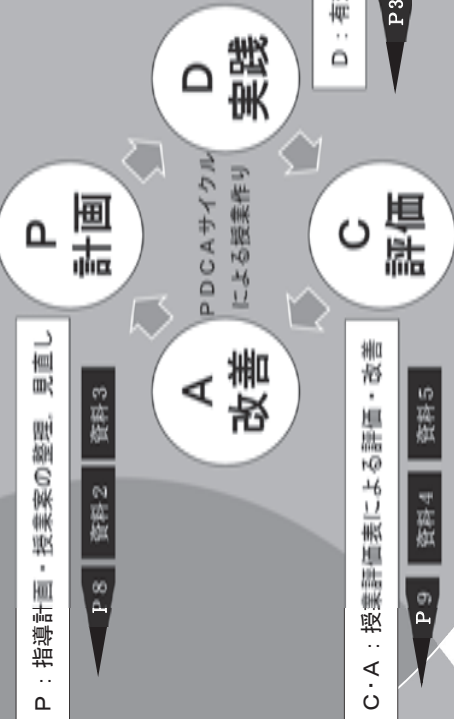 P：指導計画・授業案の整理，見直し
P8
資料2
資料3
P
計画
A
改善
PDCAサイクル
による授業作り
D
実践
C
評価
D：有
P3
C・A：授業評価表による評価・改善
P9
資料4
資料5